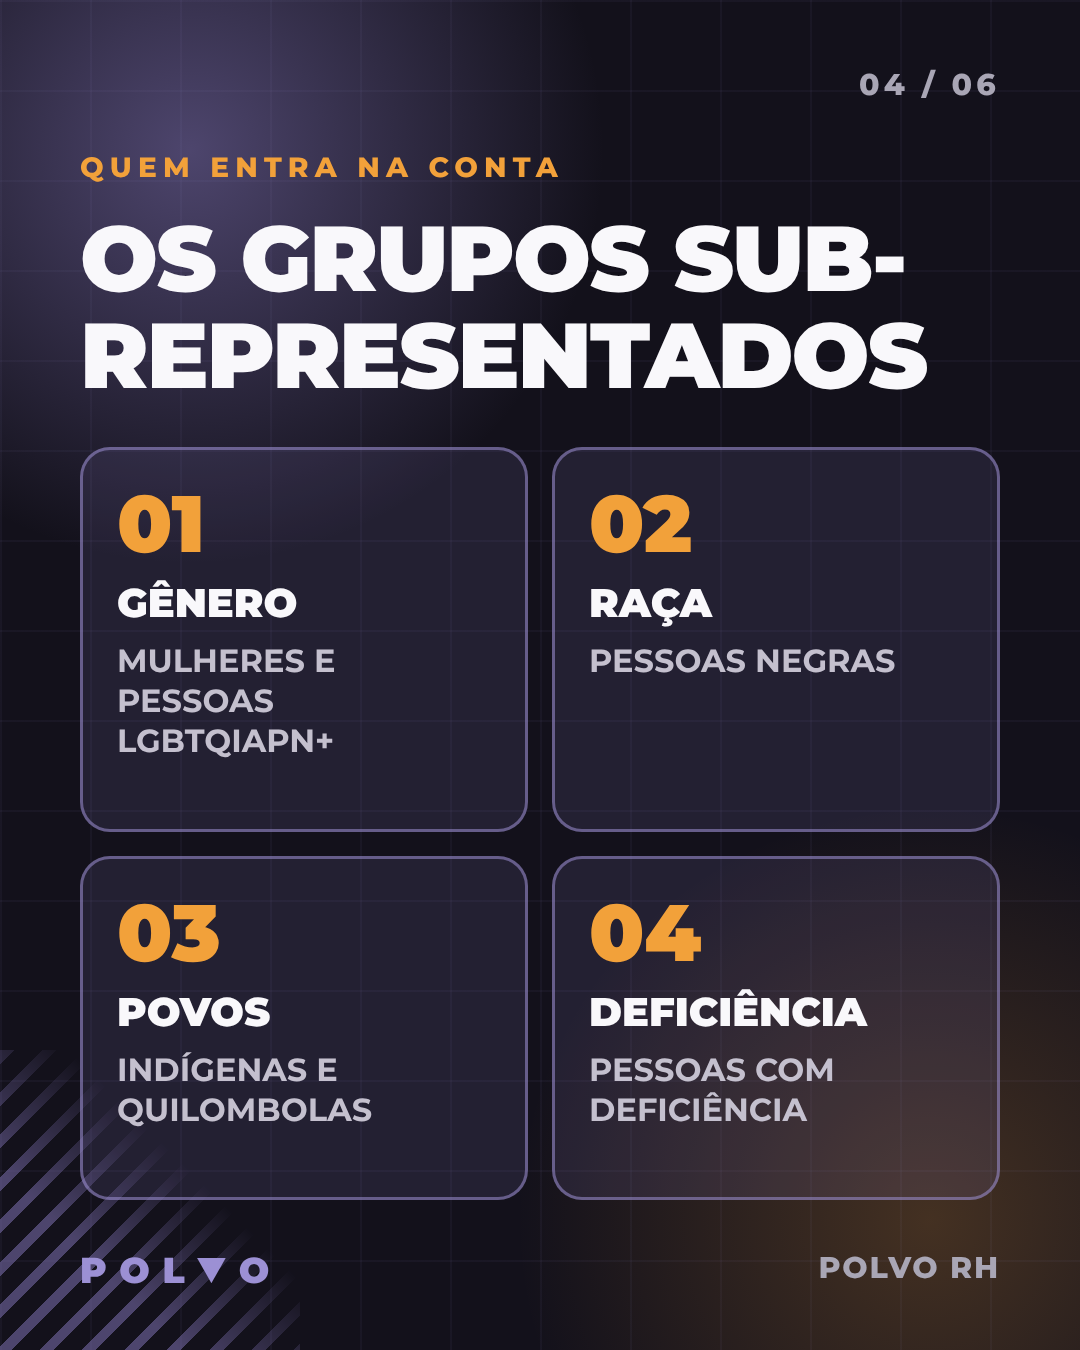 04 / 06
QUEM ENTRA NA CONTA
OS GRUPOS SUB-
REPRESENTADOS
01
GÊNERO
MULHERES E
PESSOAS
LGBTQIAPN+
02
RAÇA
PESSOAS NEGRAS
03
POVOS
INDÍGENAS E
QUILOMBOLAS
04
DEFICIÊNCIA
PESSOAS COM
DEFICIÊNCIA
POLVO
POLVO RH